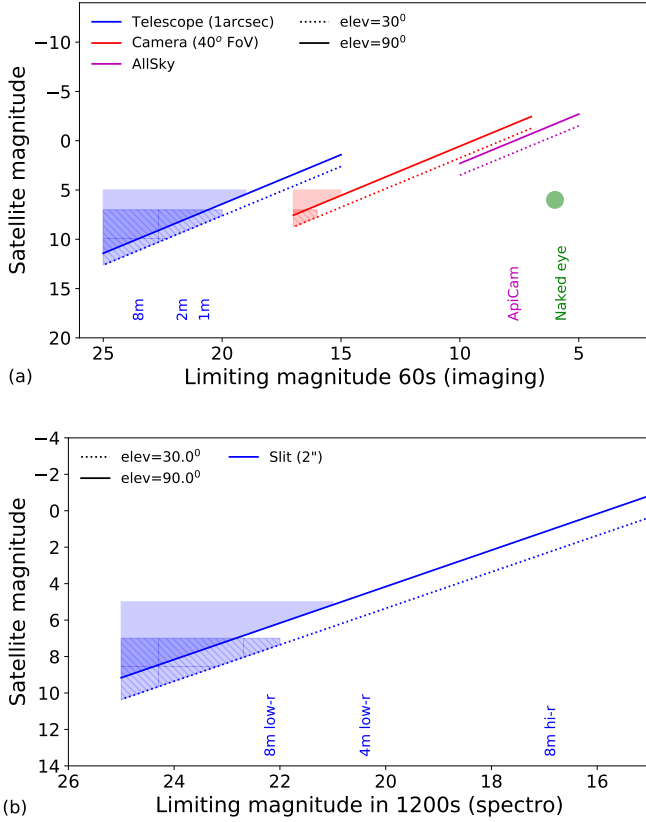 Telescope (1arcsec)
Camera (40° FoV)
AllSky
elev=30⁰
elev=90⁰
−10
−5
0
5
10
15
20
Satellite magnitude
8m
2m
1m
ApiCam
Naked eye
25
20
15
10
5
(a)
Limiting magnitude 60s (imaging)
elev=30.0⁰
elev=90.0⁰
Slit (2")
−4
−2
0
2
4
6
8
10
12
14
Satellite magnitude
8m low-r
4m low-r
8m hi-r
26
24
22
20
18
16
(b)
Limiting magnitude in 1200s (spectro)